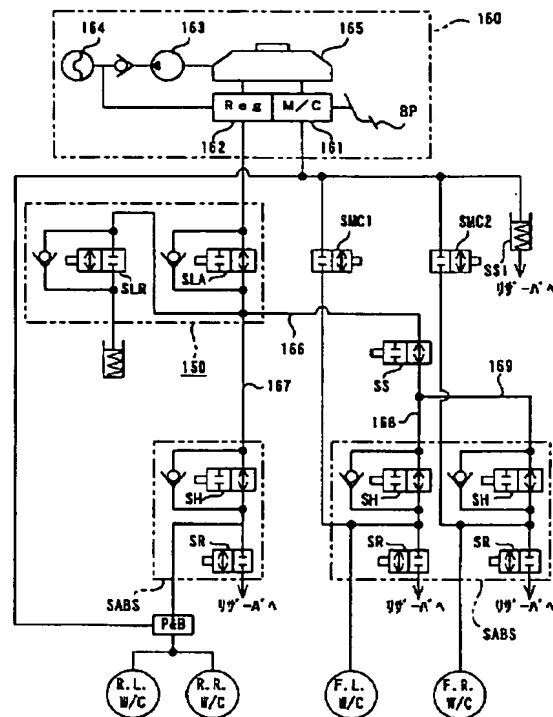 164
163
165
160
Reg
M/C
BP
162
161
SMC1
SMC2
SS1
リザーバへ
SLR
SLA
150
166
SS
169
167
168
SH
SH
SH
SR
SR
SR
リザーバへ
リザーバへ
リザーバへ
SABS
SABS
P&B
R.L.
W/C
R.R.
W/C
F.L.
W/C
F.R.
W/C